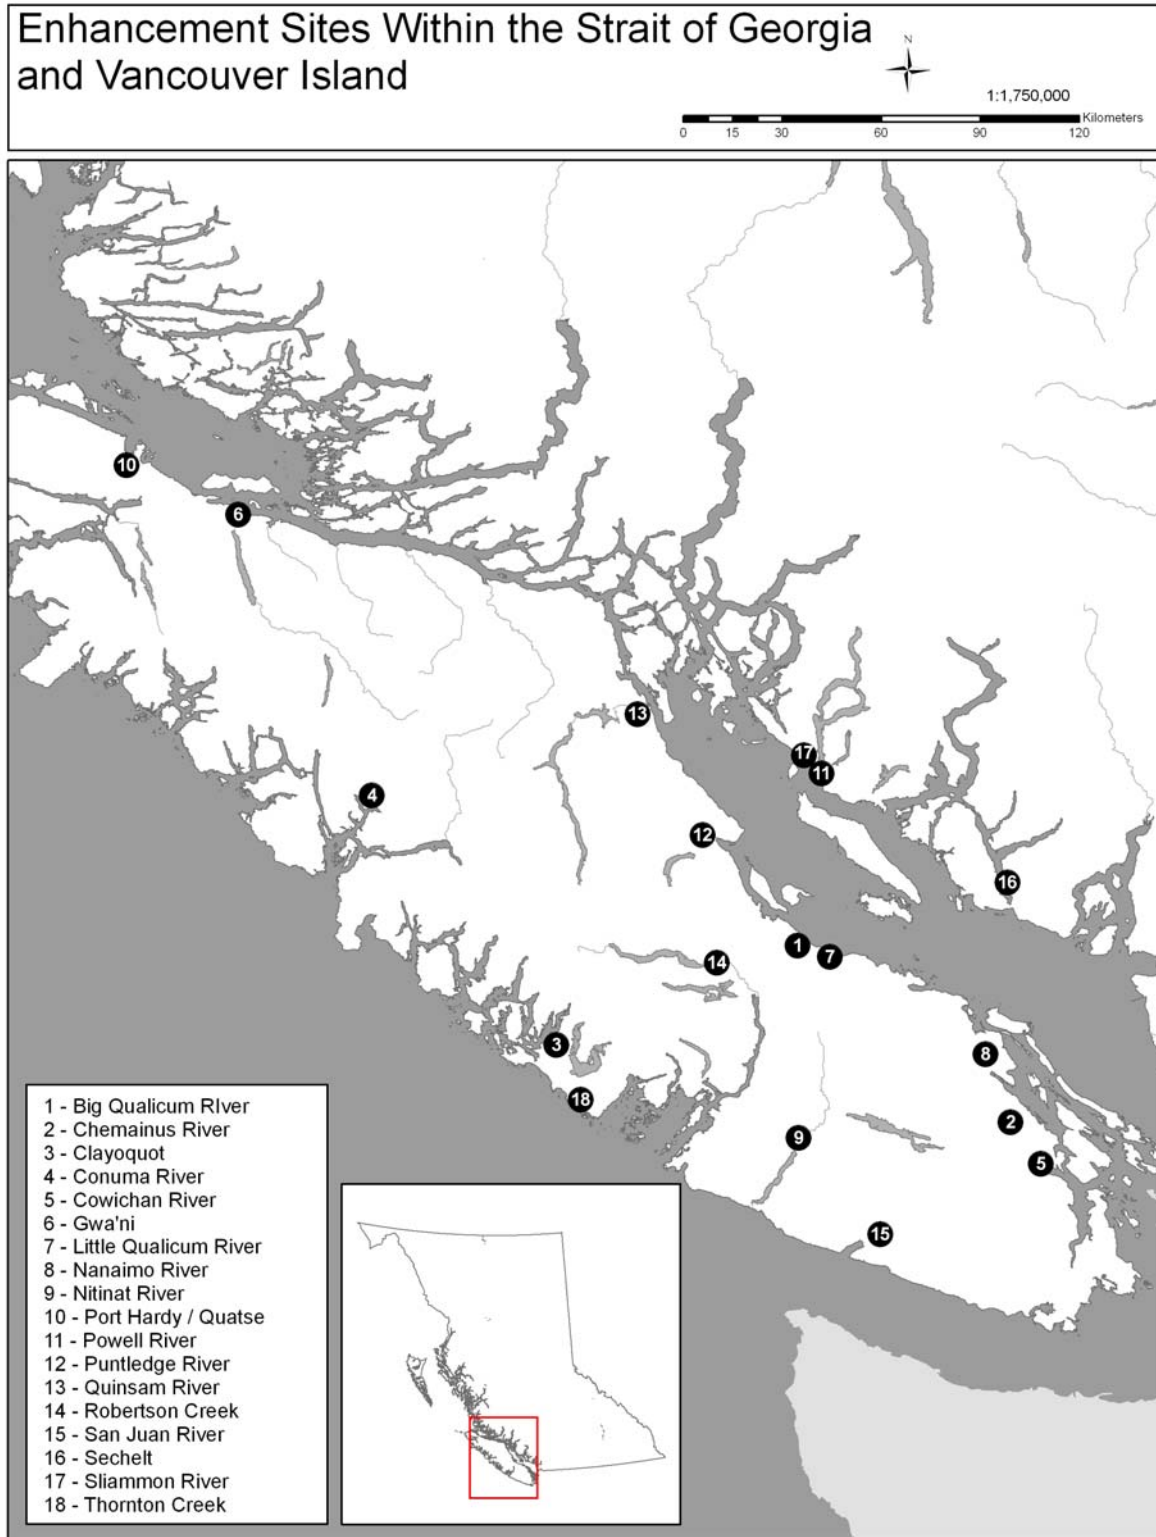 Enhancement Sites Within the Strait of Georgia
and Vancouver Island
N
1:1,750,000
Kilometers
0 15 30 60 90 120
10
6
13
17
11
4
12
16
1
7
14
3
8
18
2
9
5
15
1 - Big Qualicum RIver
2 - Chemainus River
3 - Clayoquot
4 - Conuma River
5 - Cowichan River
6 - Gwa'ni
7 - Little Qualicum River
8 - Nanaimo River
9 - Nitinat River
10 - Port Hardy / Quatse
11 - Powell River
12 - Puntledge River
13 - Quinsam River
14 - Robertson Creek
15 - San Juan River
16 - Sechelt
17 - Sliammon River
18 - Thornton Creek